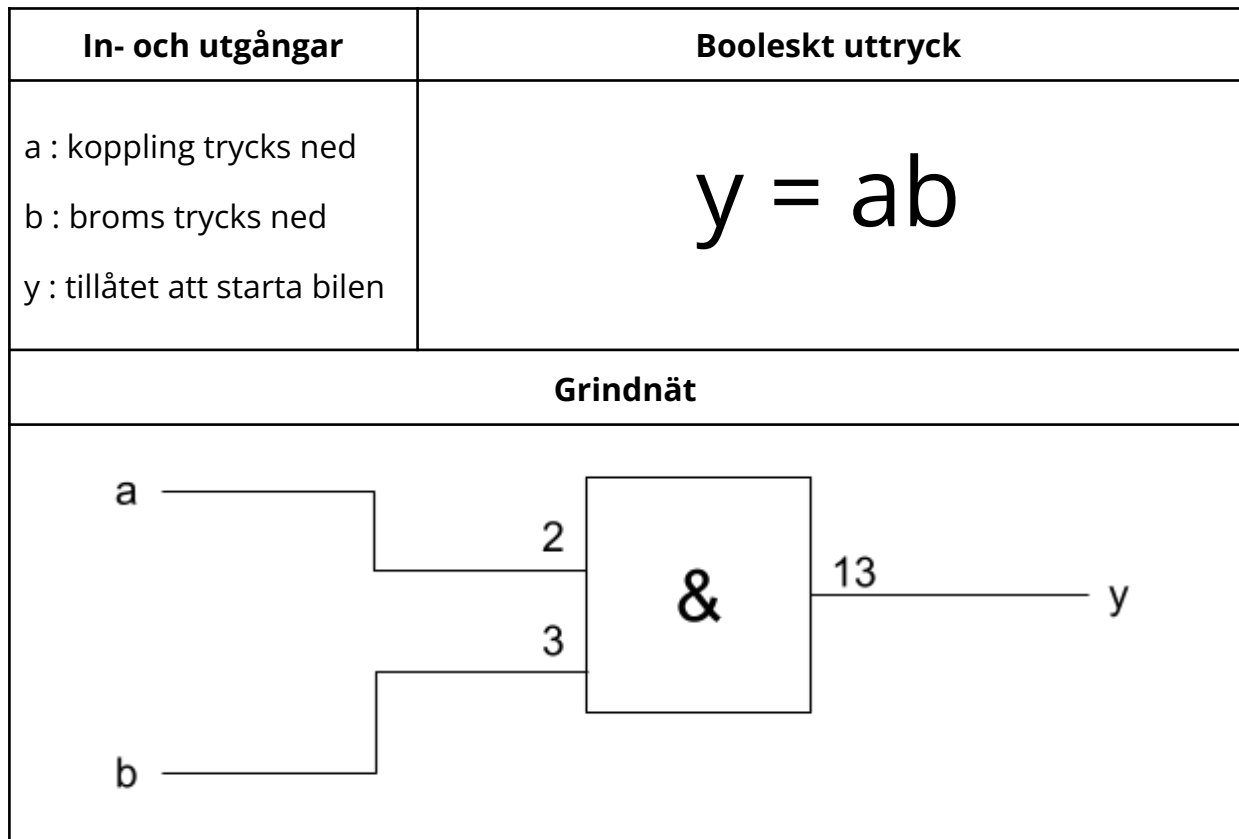 In- och utgångar
Booleskt uttryck
a : koppling trycks ned
b : broms trycks ned
y : tillåtet att starta bilen
y = ab
Grindnät
a
2
&
13
y
3
b